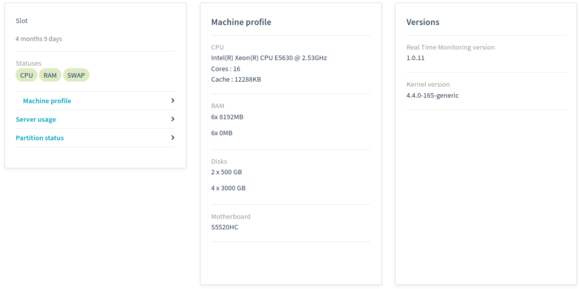 Slot
4 months 9 days
Statuses
CPU RAM SWAP
Machine profile
Server usage
Partition status
Machine profile
CPU
Intel(R) Xeon(R) CPU E5630 @ 2.53GHz
Cores : 16
Cache : 12288KB
RAM
6x 8192MB
6x 0MB
Disks
2 x 500 GB
4 x 3000 GB
Motherboard
S5520HC
Versions
Real Time Monitoring version
1.0.11
Kernel version
4.4.0-165-generic